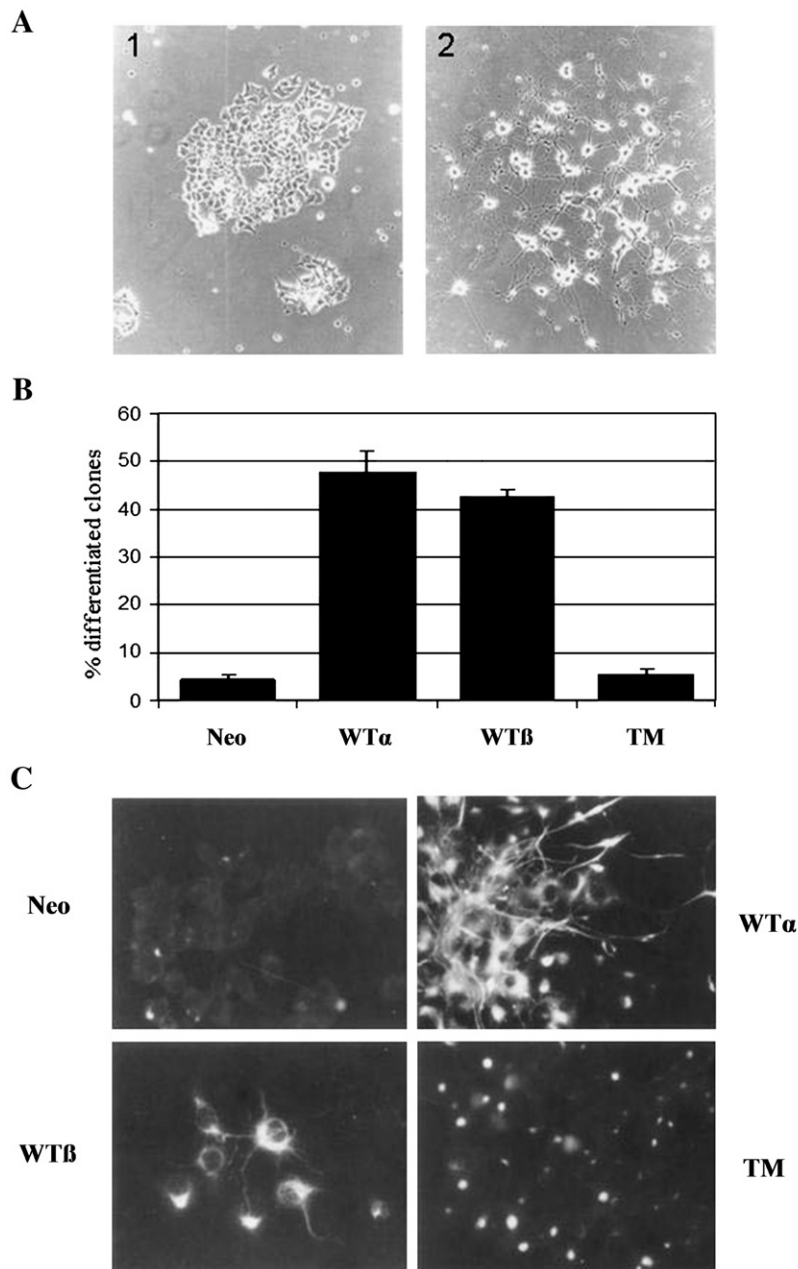 A
1
2
B
60
50
40
30
20
10
0
% differentiated clones
Neo WTα WTß TM
C
Neo
WTα
WTß
TM